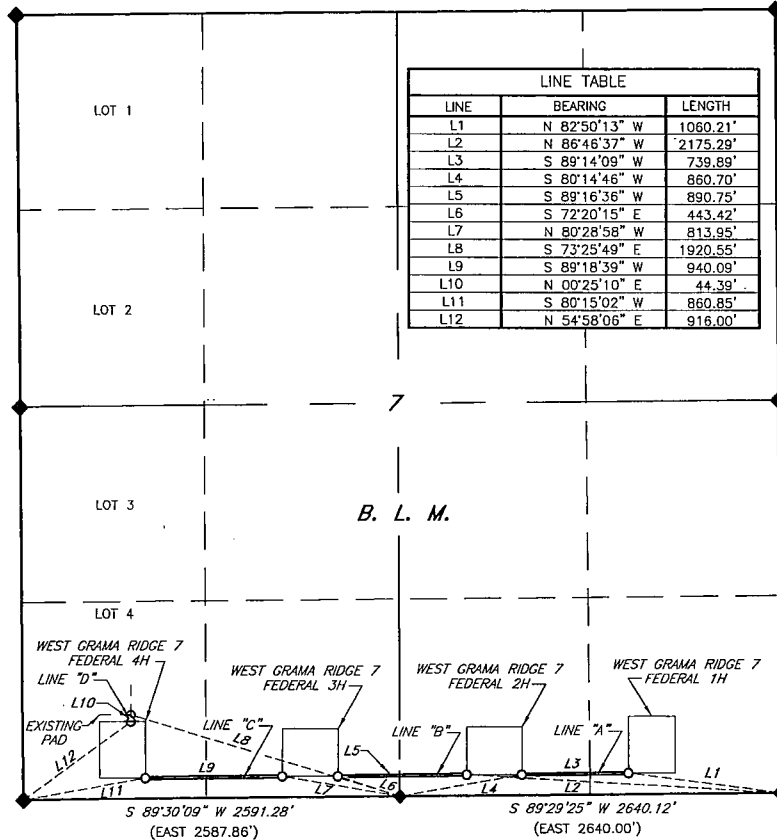 LOT 1
LINE TABLE
LINE BEARING LENGTH
L1 N 82°50'13" W 1060.21'
L2 N 86°46'37" W 2175.29'
L3 S 89°14'09" W 739.89'
L4 S 80°14'46" W 860.70'
L5 S 89°16'36" W 890.75'
L6 S 72°20'15" E 443.42'
L7 N 80°28'58" W 813.95'
L8 S 73°25'49" E 1920.55'
L9 S 89°18'39" W 940.09'
L10 N 00°25'10" E 44.39'
L11 S 80°15'02" W 860.85'
L12 N 54°58'06" E 916.00'
LOT 2
7
LOT 3
B. L. M.
LOT 4
WEST GRAMA RIDGE 7
FEDERAL 4H
WEST GRAMA RIDGE 7
FEDERAL 3H
WEST GRAMA RIDGE 7
FEDERAL 2H
WEST GRAMA RIDGE 7
FEDERAL 1H
LINE "D"
L10
EXISTING
PAD
LINE "C"
L8
LINE "B"
LINE "A"
L12
L9
L5
L3
L11
L7
L6
L4
L2
L1
S 89°30'09" W 2591.28'
(EAST 2587.86')
S 89°29'25" W 2640.12'
(EAST 2640.00')